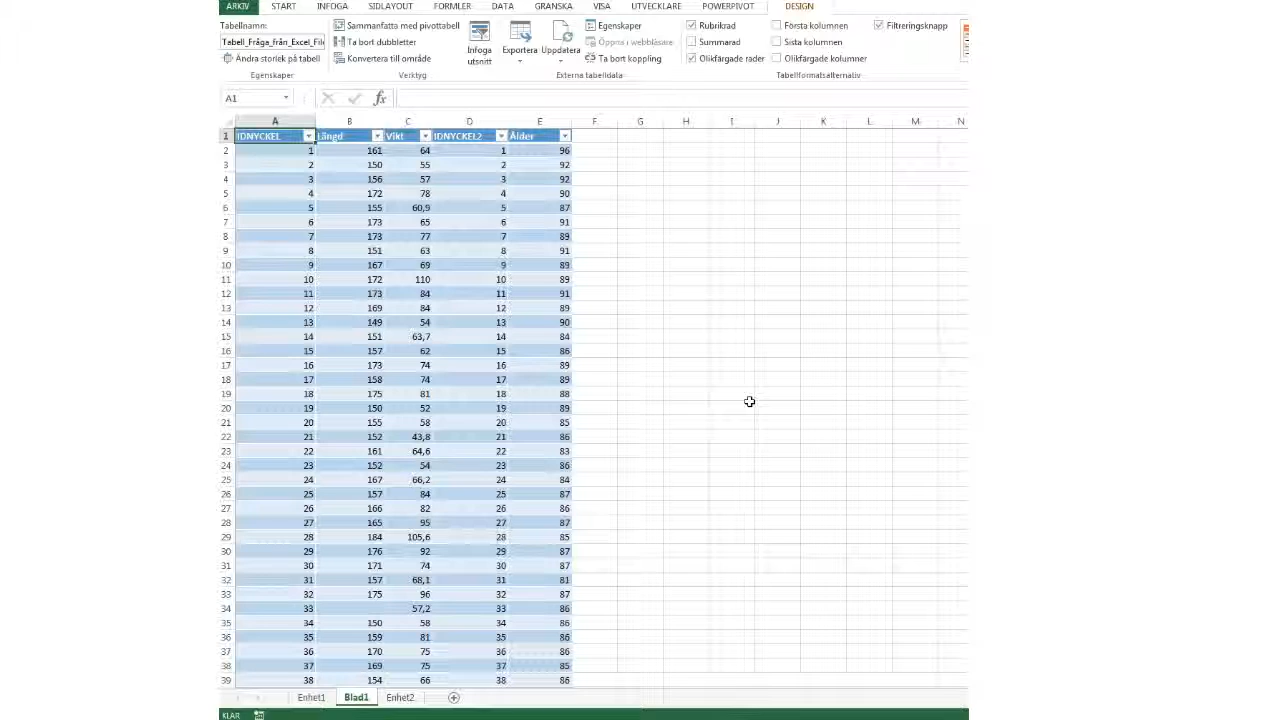 ARKIV START INFOGA SIDLAYOUT FORMLER DATA GRANSKA VISA UTVECKLARE POWERPIVOT DESIGN
Tabellnamn: Sammanfatta med pivottabell Egenskaper Rubrikrad Första kolumnen Filtreringsknapp
Tabell_Fråga_från_Excel_File Ta bort dubbletter Öppna i webbläsare Summarad Sista kolumnen
Ändra storlek på tabell Konvertera till område Infoga utsnitt Exportera Uppdatera Ta bort koppling Olikfärgade rader Olikfärgade kolumner
Egenskaper Verktyg Externa tabelldata Tabellformatsalternativ
A1 fx
A B C D E F G H I J K L M N
1 IDNYCKEL Längd Vikt IDNYCKEL2 Ålder
2 1 161 64 1 96
3 2 150 55 2 92
4 3 156 57 3 92
5 4 172 78 4 90
6 5 155 60,9 5 87
7 6 173 65 6 91
8 7 173 77 7 89
9 8 151 63 8 91
10 9 167 69 9 89
11 10 172 110 10 89
12 11 173 84 11 91
13 12 169 84 12 89
14 13 149 54 13 90
15 14 151 63,7 14 84
16 15 157 62 15 86
17 16 173 74 16 89
18 17 158 74 17 89
19 18 175 81 18 88
20 19 150 52 19 89
21 20 155 58 20 85
22 21 152 43,8 21 86
23 22 161 64,6 22 83
24 23 152 54 23 86
25 24 167 66,2 24 84
26 25 157 84 25 87
27 26 166 82 26 86
28 27 165 95 27 87
29 28 184 105,6 28 85
30 29 176 92 29 87
31 30 171 74 30 87
32 31 157 68,1 31 81
33 32 175 96 32 87
34 33 57,2 33 86
35 34 150 58 34 86
36 35 159 81 35 86
37 36 170 75 36 86
38 37 169 75 37 85
39 38 154 66 38 86
Enhet1 Blad1 Enhet2
KLAR